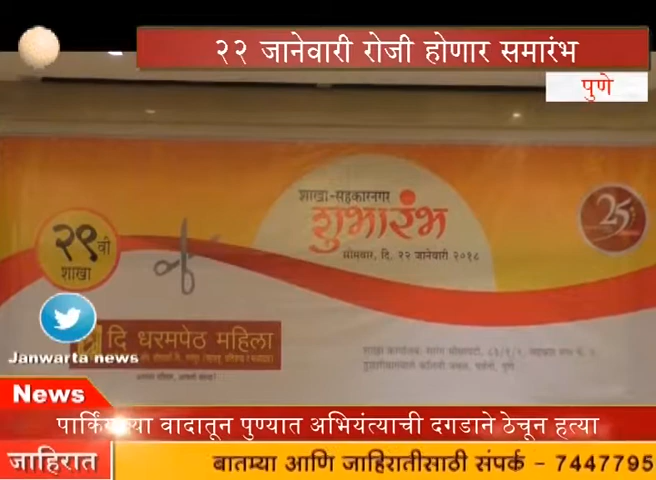 २२ जानेवारी रोजी होणार समारंभ
पुणे
शाखा-सहकारनगर
शुभारंभ
सोमवार, दि. २२ जानेवारी २०१८
25
२९वी
शाखा
दि धरमपेठ महिला
Janwarta news
News
पार्किंगच्या वादातून पुण्यात अभियंत्याची दगडाने ठेचून हत्या
जाहिरात
बातम्या आणि जाहिरातीसाठी संपर्क - 7447795